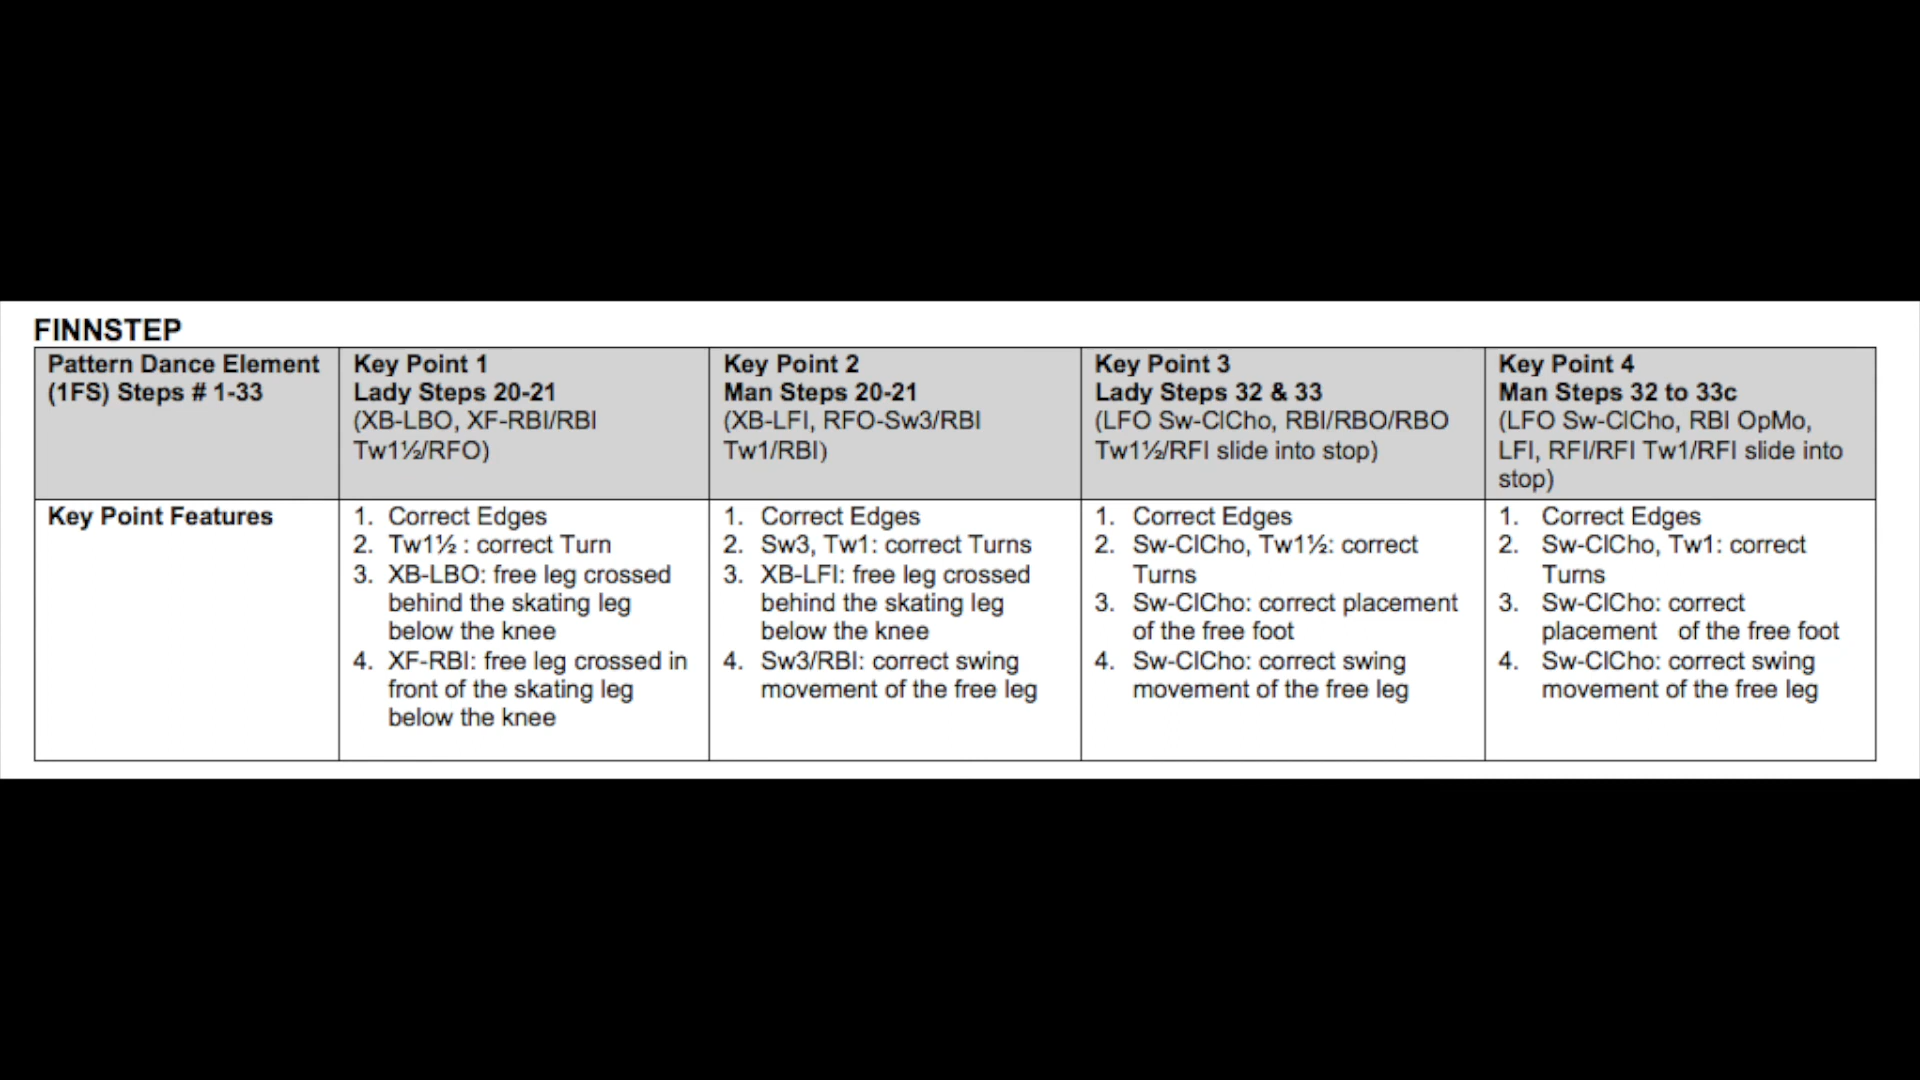 FINNSTEP
Pattern Dance Element
(1FS) Steps # 1-33
Key Point 1
Lady Steps 20-21
(XB-LBO, XF-RBI/RBI
Tw1½/RFO)
Key Point 2
Man Steps 20-21
(XB-LFI, RFO-Sw3/RBI
Tw1/RBI)
Key Point 3
Lady Steps 32 & 33
(LFO Sw-ClCho, RBI/RBO/RBO
Tw1½/RFI slide into stop)
Key Point 4
Man Steps 32 to 33c
(LFO Sw-ClCho, RBI OpMo,
LFI, RFI/RFI Tw1/RFI slide into
stop)
Key Point Features
1. Correct Edges
2. Tw1½ : correct Turn
3. XB-LBO: free leg crossed
behind the skating leg
below the knee
4. XF-RBI: free leg crossed in
front of the skating leg
below the knee
1. Correct Edges
2. Sw3, Tw1: correct Turns
3. XB-LFI: free leg crossed
behind the skating leg
below the knee
4. Sw3/RBI: correct swing
movement of the free leg
1. Correct Edges
2. Sw-ClCho, Tw1½: correct
Turns
3. Sw-ClCho: correct placement
of the free foot
4. Sw-ClCho: correct swing
movement of the free leg
1. Correct Edges
2. Sw-ClCho, Tw1: correct
Turns
3. Sw-ClCho: correct
placement of the free foot
4. Sw-ClCho: correct swing
movement of the free leg